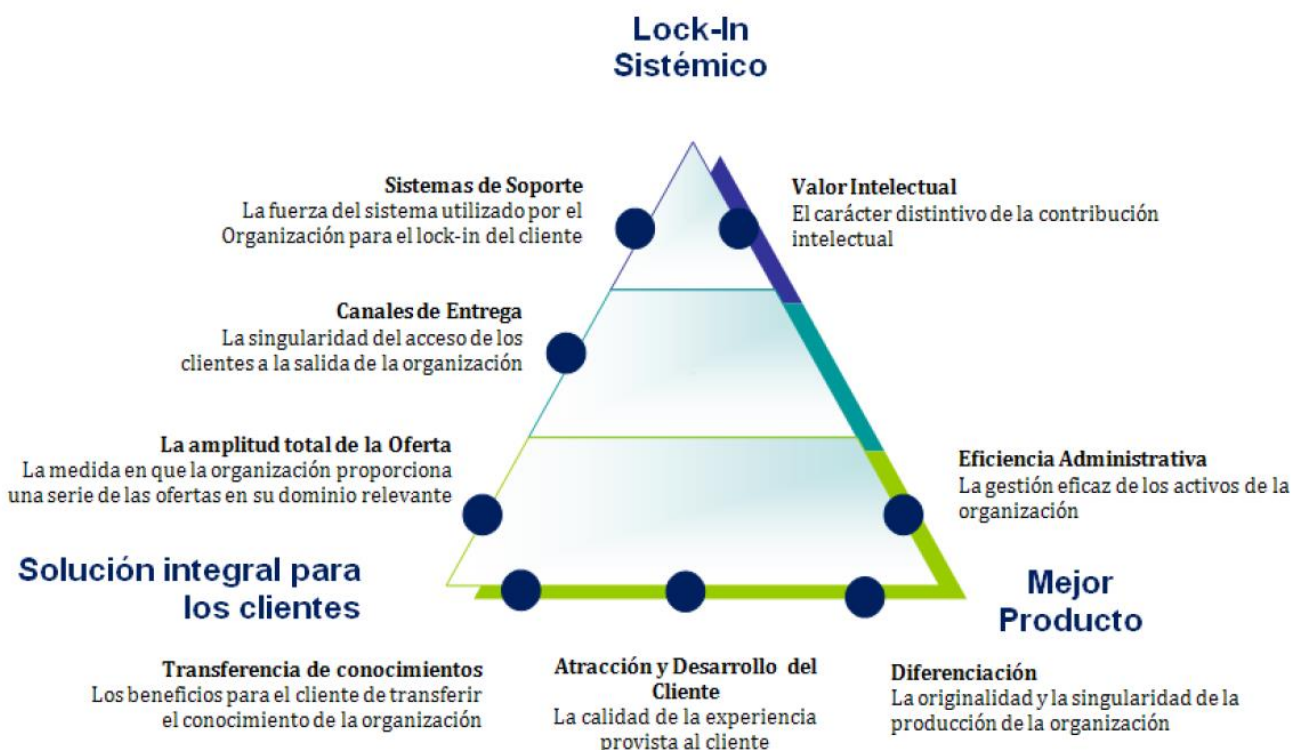 Lock-In
Sistémico
Sistemas de Soporte
La fuerza del sistema utilizado por el
Organización para el lock-in del cliente
Valor Intelectual
El carácter distintivo de la contribución
intelectual
Canales de Entrega
La singularidad del acceso de los
clientes a la salida de la organización
La amplitud total de la Oferta
La medida en que la organización proporciona
una serie de las ofertas en su dominio relevante
Eficiencia Administrativa
La gestión eficaz de los activos de la
organización
Solución integral para
los clientes
Mejor
Producto
Transferencia de conocimientos
Los beneficios para el cliente de transferir
el conocimiento de la organización
Atracción y Desarrollo del
Cliente
La calidad de la experiencia
provista al cliente
Diferenciación
La originalidad y la singularidad de la
producción de la organización